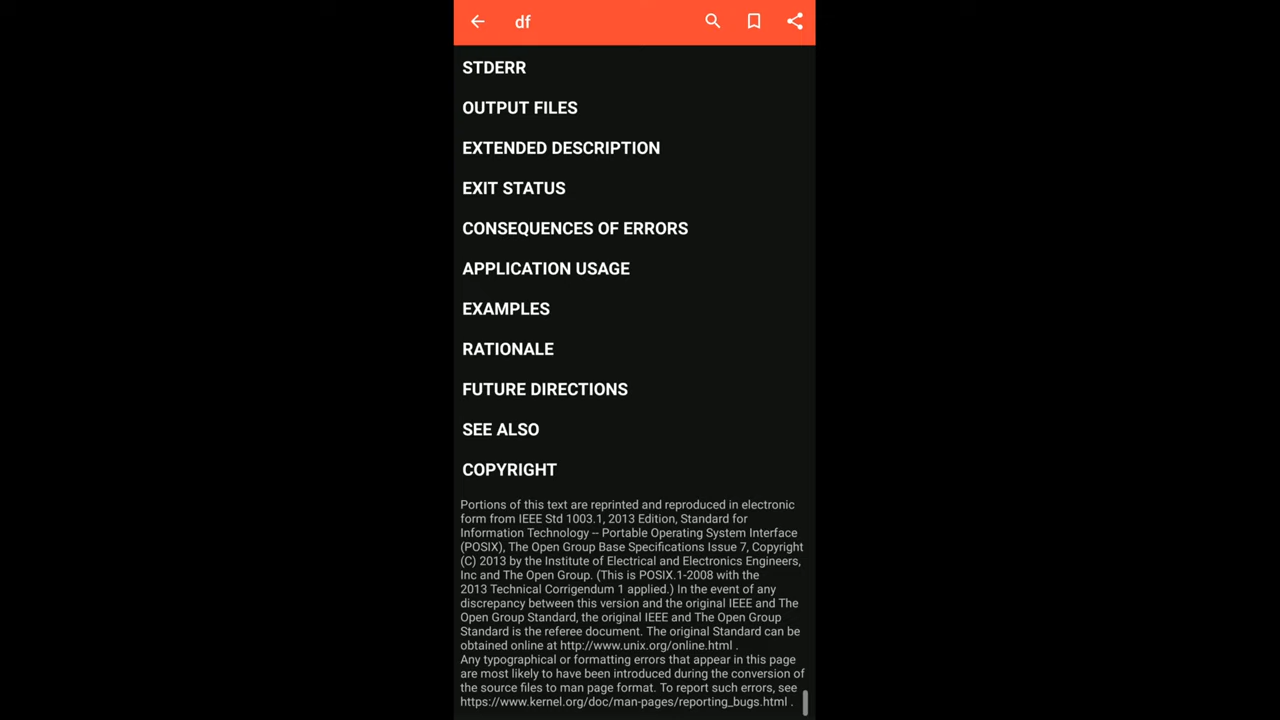 df
STDERR
OUTPUT FILES
EXTENDED DESCRIPTION
EXIT STATUS
CONSEQUENCES OF ERRORS
APPLICATION USAGE
EXAMPLES
RATIONALE
FUTURE DIRECTIONS
SEE ALSO
COPYRIGHT
Portions of this text are reprinted and reproduced in electronic
form from IEEE Std 1003.1, 2013 Edition, Standard for
Information Technology -- Portable Operating System Interface
(POSIX), The Open Group Base Specifications Issue 7, Copyright
(C) 2013 by the Institute of Electrical and Electronics Engineers,
Inc and The Open Group. (This is POSIX.1-2008 with the
2013 Technical Corrigendum 1 applied.) In the event of any
discrepancy between this version and the original IEEE and The
Open Group Standard, the original IEEE and The Open Group
Standard is the referee document. The original Standard can be
obtained online at http://www.unix.org/online.html .
Any typographical or formatting errors that appear in this page
are most likely to have been introduced during the conversion of
the source files to man page format. To report such errors, see
https://www.kernel.org/doc/man-pages/reporting_bugs.html .